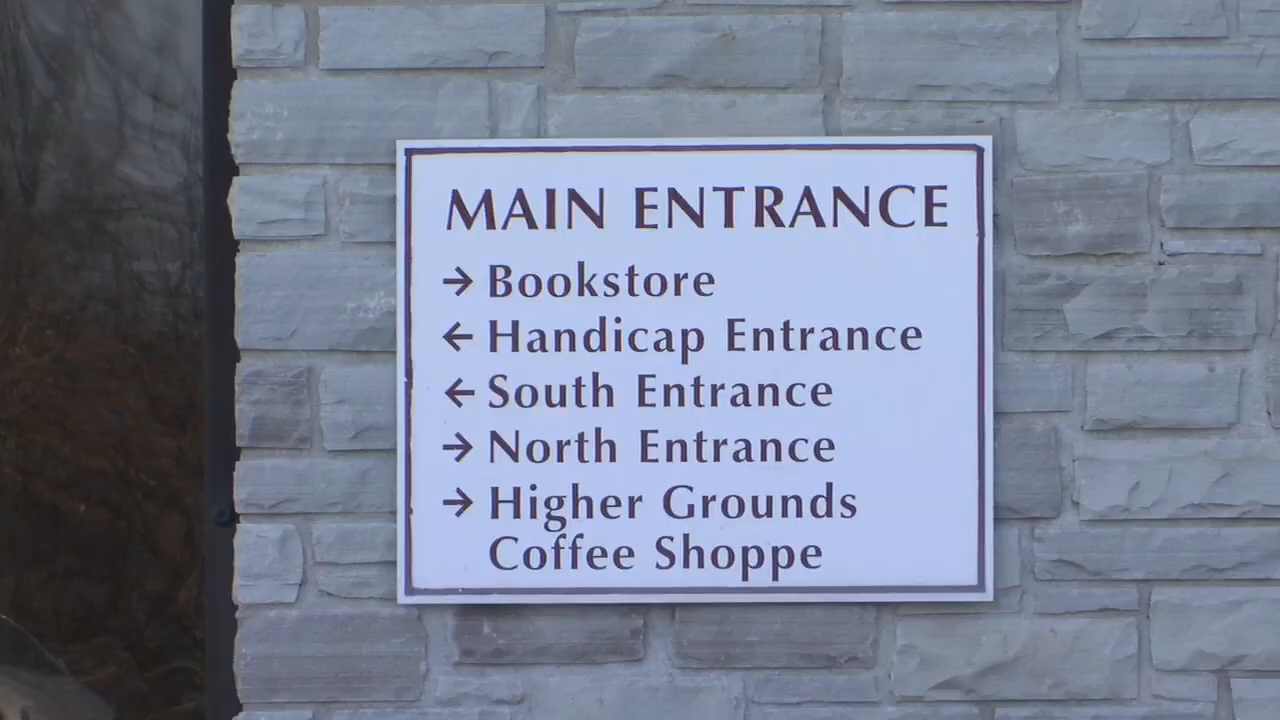 MAIN ENTRANCE
→ Bookstore
← Handicap Entrance
← South Entrance
→ North Entrance
→ Higher Grounds
Coffee Shoppe